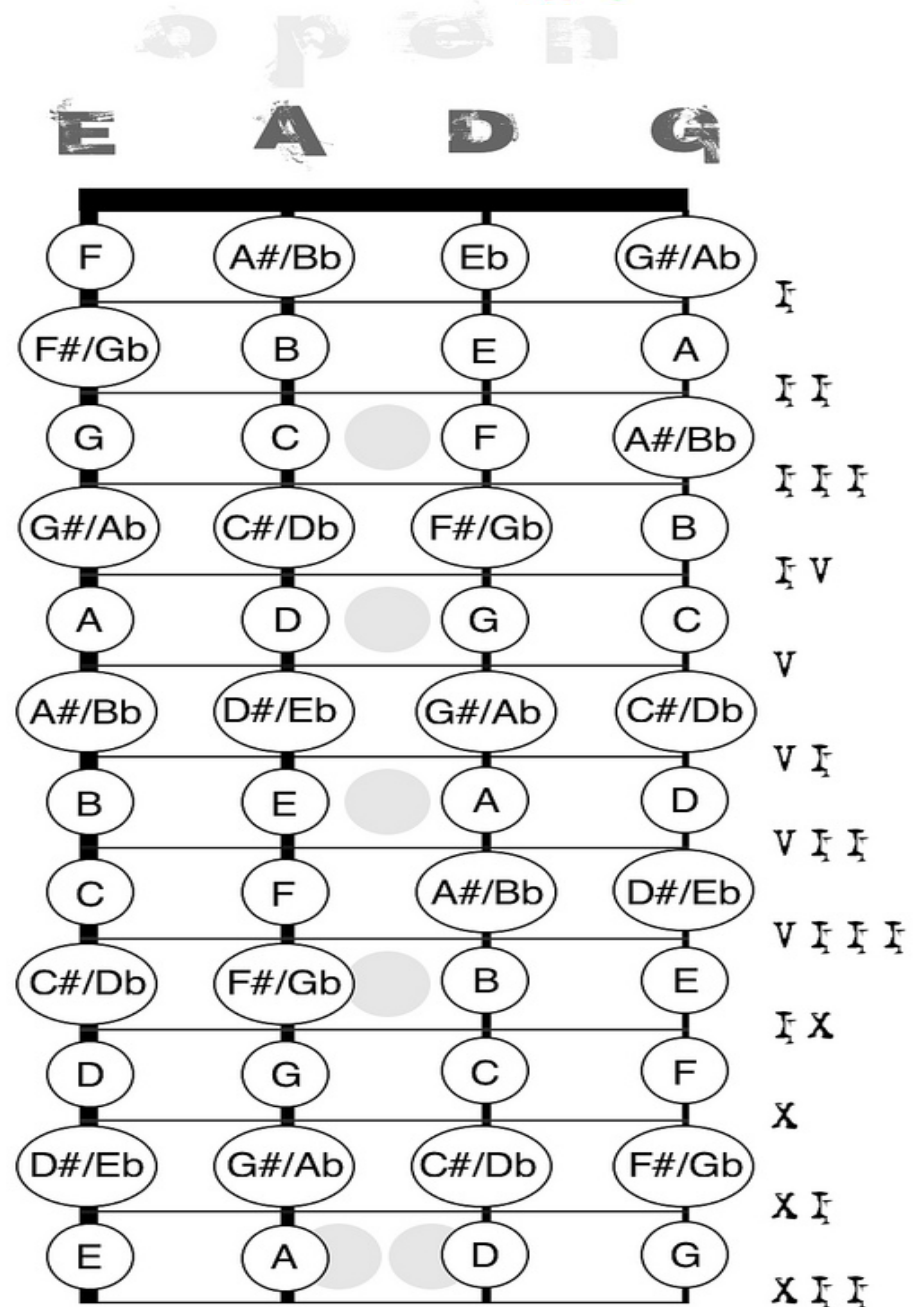 open
E A D G
F A#/Bb Eb G#/Ab
I
F#/Gb B E A
II
G C F A#/Bb
III
G#/Ab C#/Db F#/Gb B
IV
A D G C
V
A#/Bb D#/Eb G#/Ab C#/Db
VI
B E A D
VII
C F A#/Bb D#/Eb
VIII
C#/Db F#/Gb B E
IX
D G C F
X
D#/Eb G#/Ab C#/Db F#/Gb
XI
E A D G
XII